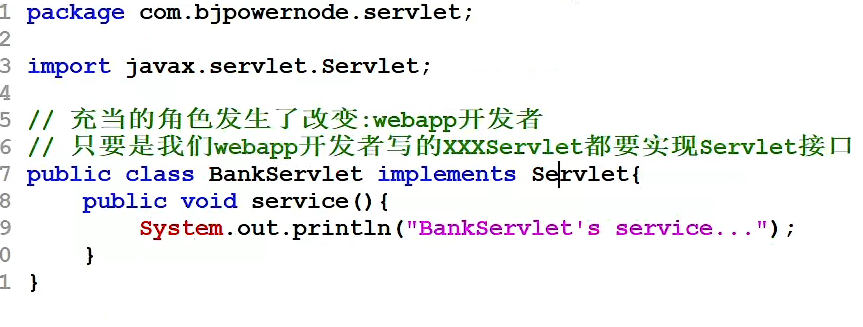 1 package com.bjpowernode.servlet;
2
3 import javax.servlet.Servlet;
4
5 // 充当的角色发生了改变:webapp开发者
6 // 只要是我们webapp开发者写的XXXServlet都要实现Servlet接口
7 public class BankServlet implements Servlet{
8     public void service(){
9         System.out.println("BankServlet's service...");
0     }
1 }